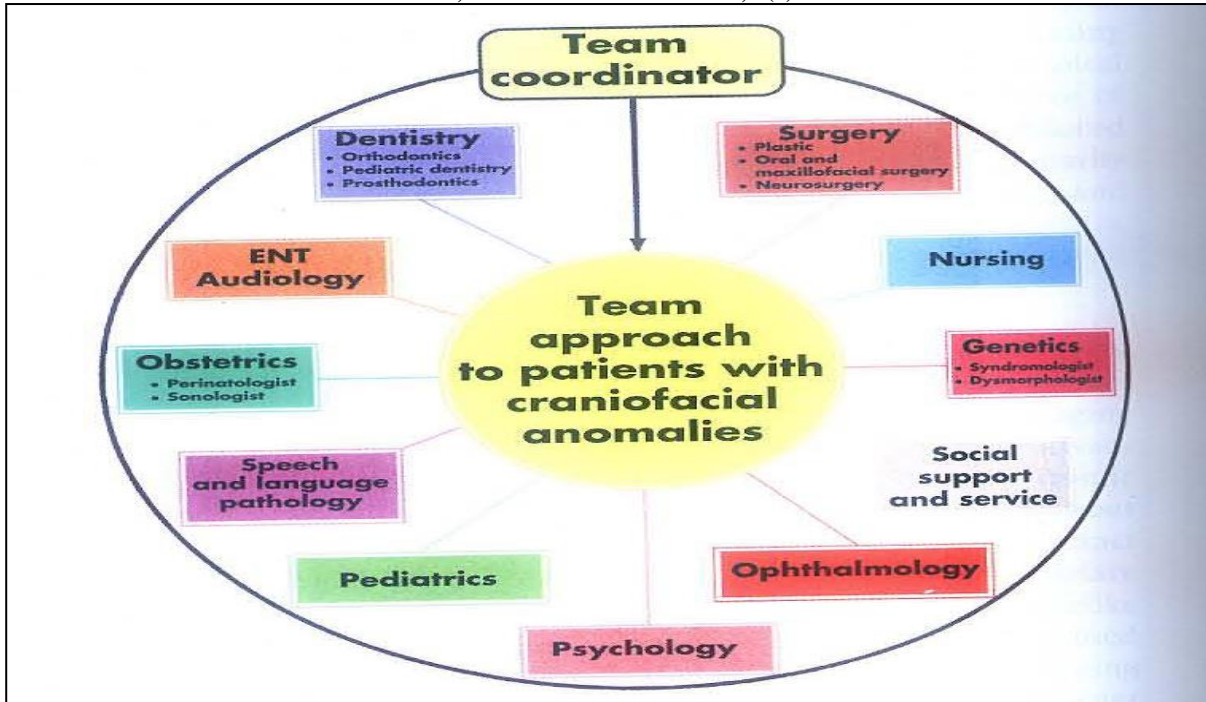 Team
coordinator
Dentistry
• Orthodontics
• Pediatric dentistry
• Prosthodontics
Surgery
• Plastic
• Oral and
maxillofacial surgery
• Neurosurgery
ENT
Audiology
Nursing
Team
approach
to patients with
craniofacial
anomalies
Obstetrics
• Perinatologist
• Sonologist
Genetics
• Syndromologist
• Dysmorphologist
Speech
and language
pathology
Social
support
and service
Pediatrics
Ophthalmology
Psychology